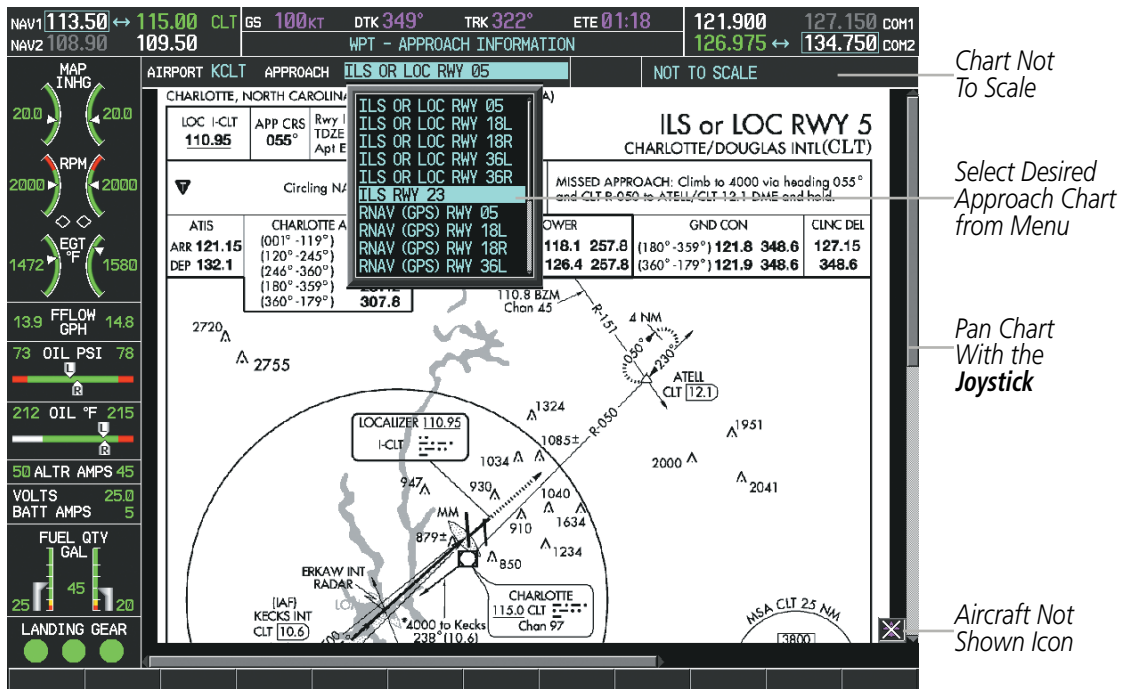 NAV1 113.50 ↔ 115.00 CLT
NAV2 108.90 109.50
GS 100KT DTK 349° TRK 322° ETE 01:18
WPT - APPROACH INFORMATION
121.900 127.150 COM1
126.975 ↔ 134.750 COM2
AIRPORT KCLT APPROACH ILS OR LOC RWY 05 NOT TO SCALE
MAP
INHG
20.0 20.0
RPM
2000 2000
EGT
°F
1472 1580
13.9 FFLOW GPH 14.8
73 OIL PSI 78
L
R
212 OIL °F 215
L
R
50 ALTR AMPS 45
VOLTS 25.0
BATT AMPS 5
FUEL QTY
GAL
45
25 20
LANDING GEAR
CHARLOTTE, NORTH CAROLINA
LOC I-CLT
110.95
APP CRS
055°
Rwy
TDZE
Apt
ILS or LOC RWY 5
CHARLOTTE/DOUGLAS INTL(CLT)
ILS OR LOC RWY 05
ILS OR LOC RWY 18L
ILS OR LOC RWY 18R
ILS OR LOC RWY 36L
ILS OR LOC RWY 36R
ILS RWY 23
RNAV (GPS) RWY 05
RNAV (GPS) RWY 18L
RNAV (GPS) RWY 18R
RNAV (GPS) RWY 36L
T
Circling
MISSED APPROACH: Climb to 4000 via heading 055°
and CLT R-050 to ATELL/CLT 12.1 DME and hold.
ATIS
ARR 121.15
DEP 132.1
CHARLOTTE
(001°-119°)
(120°-245°)
(246°-360°)
(180°-359°)
(360°-179°) 307.8
118.1 257.8
126.4 257.8
GND CON
(180°-359°) 121.8 348.6
(360°-179°) 121.9 348.6
CLNC DEL
127.15
348.6
110.8 BZM
Chan 45
R-151
4 NM
050°
230°
ATELL
CLT 12.1
R-050
2720
2755
LOCALIZER 110.95
I-CLT
1324
1085±
1034
1951
2000
2041
947
930
1040
1634
910
1234
MM
879±
850
ERKAW INT
RADAR
(IAF)
KECKS INT
CLT 10.6
*4000 to Kecks
238° (10.6)
CHARLOTTE
115.0 CLT
Chan 97
MSA CLT 25 NM
3800
Chart Not
To Scale
Select Desired
Approach Chart
from Menu
Pan Chart
With the
Joystick
Aircraft Not
Shown Icon